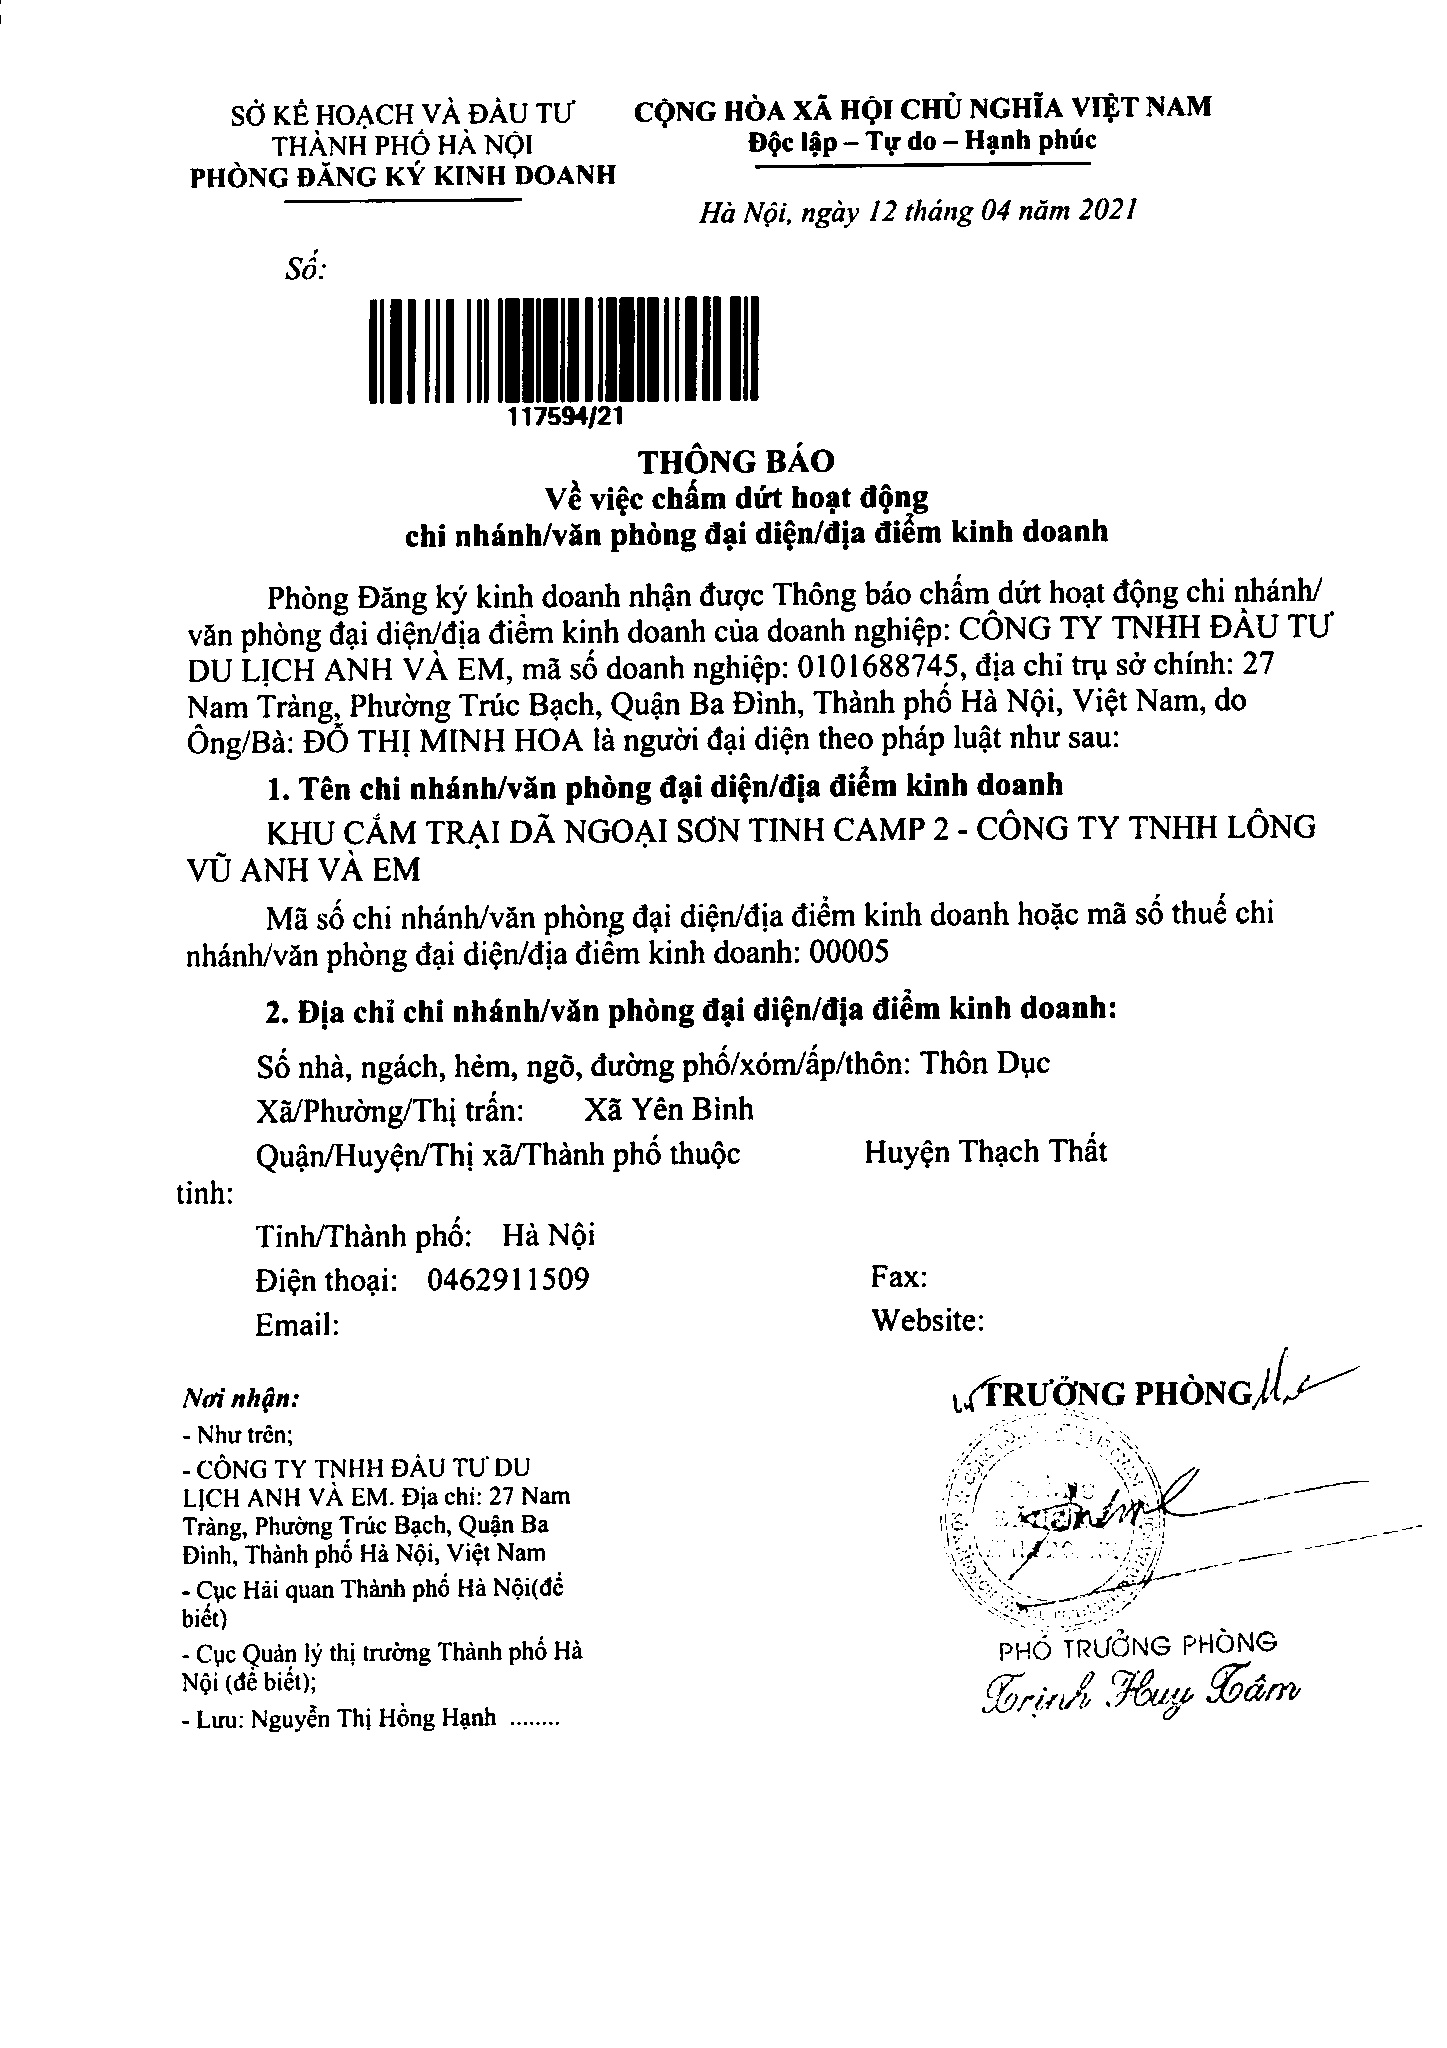 SỞ KẾ HOẠCH VÀ ĐẦU TƯ
THÀNH PHỐ HÀ NỘI
PHÒNG ĐĂNG KÝ KINH DOANH
CỘNG HÒA XÃ HỘI CHỦ NGHĨA VIỆT NAM
Độc lập – Tự do – Hạnh phúc
Hà Nội, ngày 12 tháng 04 năm 2021
Số:
117594/21
THÔNG BÁO
Về việc chấm dứt hoạt động
chi nhánh/văn phòng đại diện/địa điểm kinh doanh
Phòng Đăng ký kinh doanh nhận được Thông báo chấm dứt hoạt động chi nhánh/
văn phòng đại diện/địa điểm kinh doanh của doanh nghiệp: CÔNG TY TNHH ĐẦU TƯ
DU LỊCH ANH VÀ EM, mã số doanh nghiệp: 0101688745, địa chỉ trụ sở chính: 27
Nam Tràng, Phường Trúc Bạch, Quận Ba Đình, Thành phố Hà Nội, Việt Nam, do
Ông/Bà: ĐỖ THỊ MINH HOA là người đại diện theo pháp luật như sau:
1. Tên chi nhánh/văn phòng đại diện/địa điểm kinh doanh
KHU CẮM TRẠI DÃ NGOẠI SƠN TINH CAMP 2 - CÔNG TY TNHH LÔNG
VŨ ANH VÀ EM
Mã số chi nhánh/văn phòng đại diện/địa điểm kinh doanh hoặc mã số thuế chi
nhánh/văn phòng đại diện/địa điểm kinh doanh: 00005
2. Địa chỉ chi nhánh/văn phòng đại diện/địa điểm kinh doanh:
Số nhà, ngách, hẻm, ngõ, đường phố/xóm/ấp/thôn: Thôn Dục
Xã/Phường/Thị trấn: Xã Yên Bình
Quận/Huyện/Thị xã/Thành phố thuộc Huyện Thạch Thất
tỉnh:
Tỉnh/Thành phố: Hà Nội
Điện thoại: 0462911509 Fax:
Email: Website:
Nơi nhận:
- Như trên;
- CÔNG TY TNHH ĐẦU TƯ DU
LỊCH ANH VÀ EM. Địa chỉ: 27 Nam
Tràng, Phường Trúc Bạch, Quận Ba
Đình, Thành phố Hà Nội, Việt Nam
- Cục Hải quan Thành phố Hà Nội(để
biết)
- Cục Quản lý thị trường Thành phố Hà
Nội (để biết);
- Lưu: Nguyễn Thị Hồng Hạnh ........
TRƯỞNG PHÒNG
PHÓ TRƯỞNG PHÒNG
Trịnh Huy Tâm